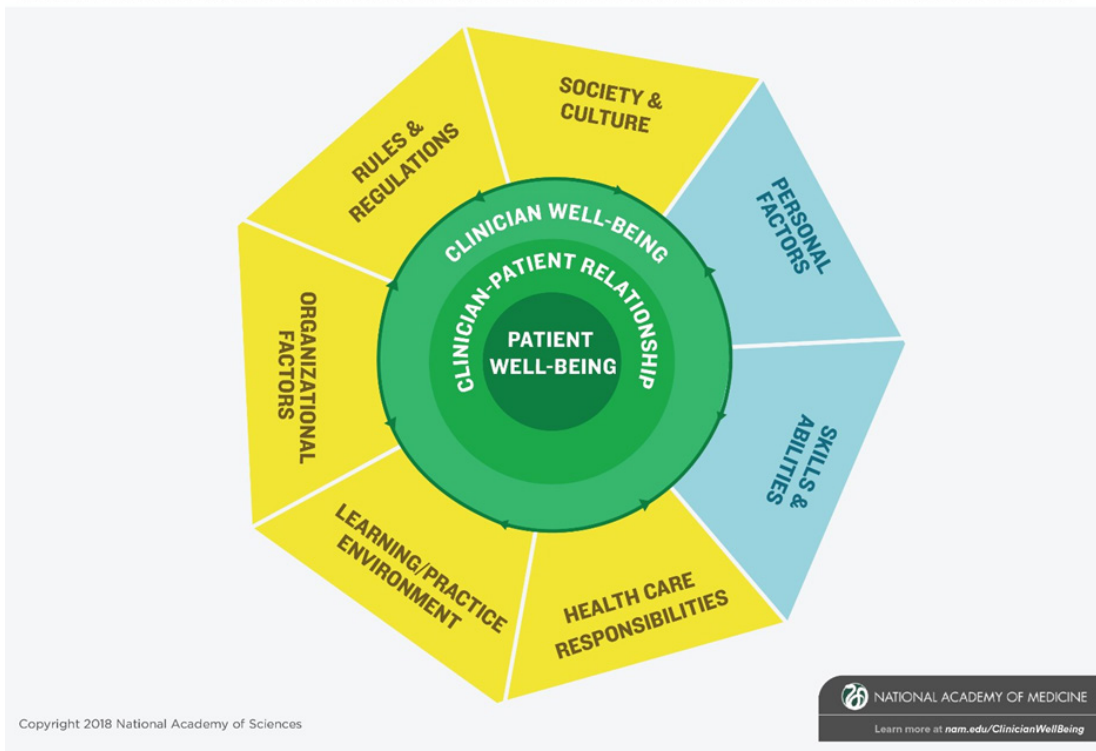 SOCIETY &
CULTURE
RULES &
REGULATIONS
PERSONAL
FACTORS
CLINICIAN WELL-BEING
CLINICIAN-PATIENT RELATIONSHIP
PATIENT
WELL-BEING
ORGANIZATIONAL
FACTORS
SKILLS &
ABILITIES
LEARNING/PRACTICE
ENVIRONMENT
HEALTH CARE
RESPONSIBILITIES
NATIONAL ACADEMY OF MEDICINE
Copyright 2018 National Academy of Sciences
Learn more at nam.edu/ClinicianWellBeing